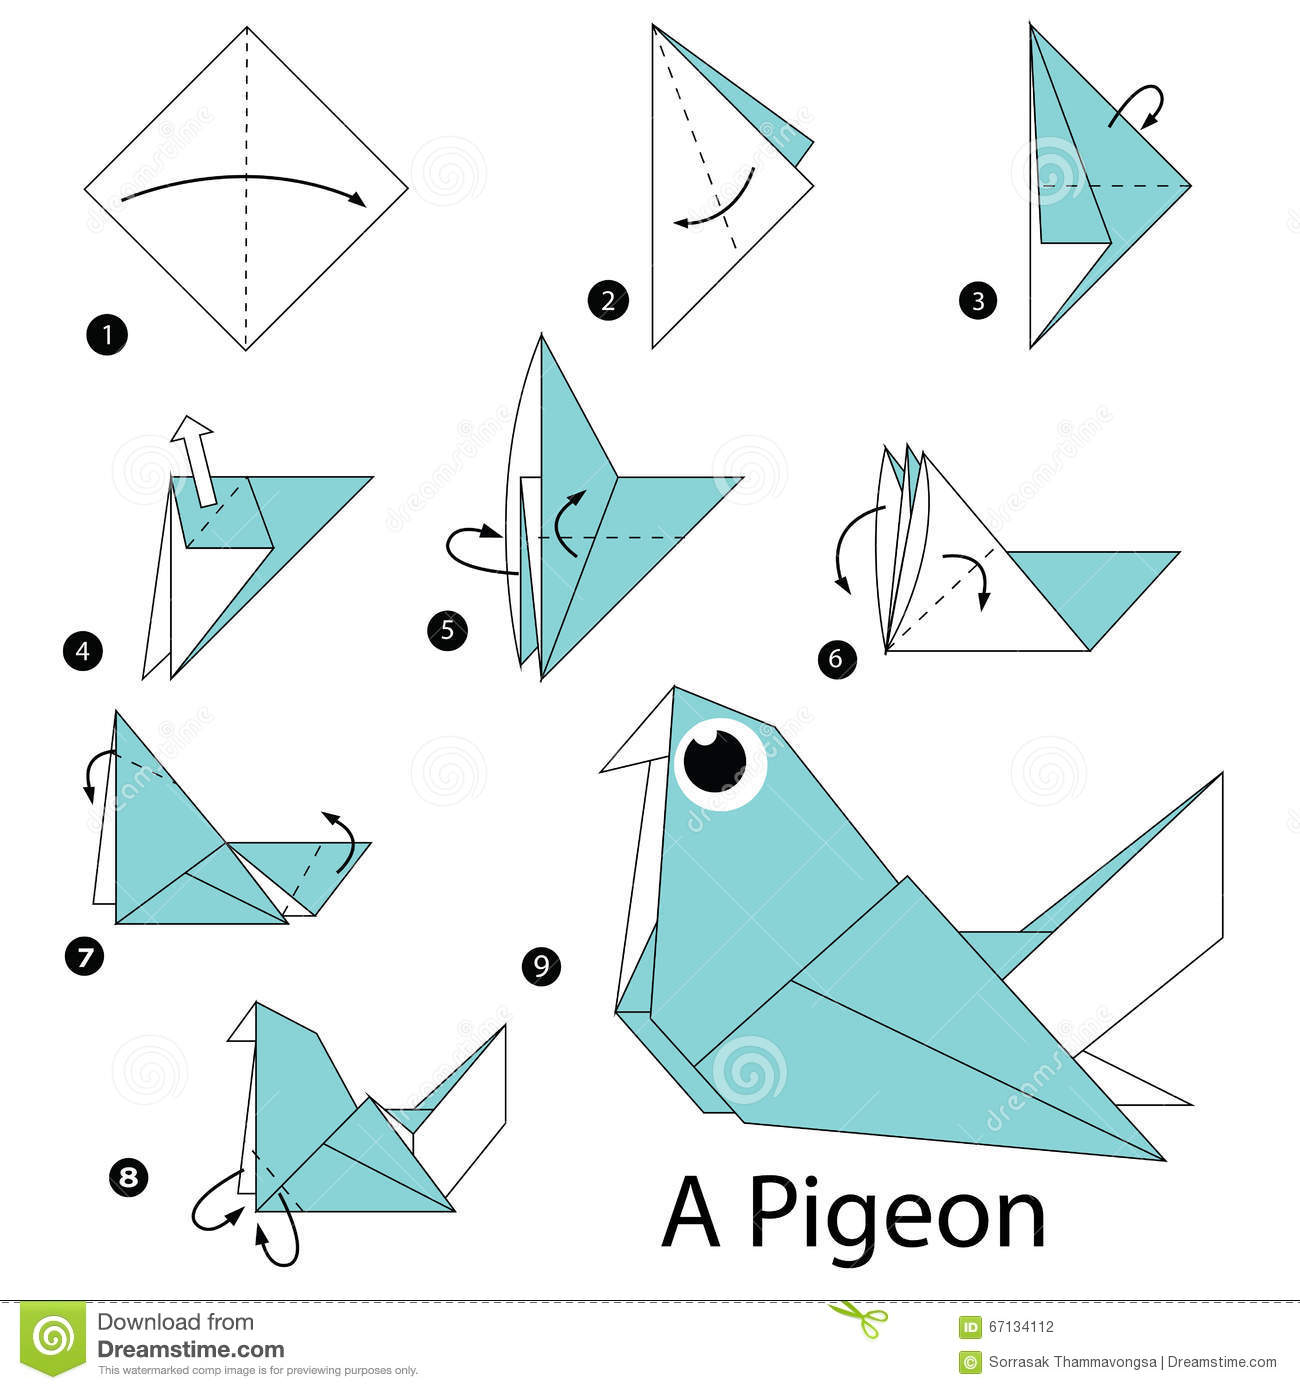 1
2
3
4
5
6
7
8
9
A Pigeon
dreamstime
Download from
Dreamstime.com
This watermarked comp image is for previewing purposes only.
ID 67134112
© Sorrasak Thammavongsa | Dreamstime.com